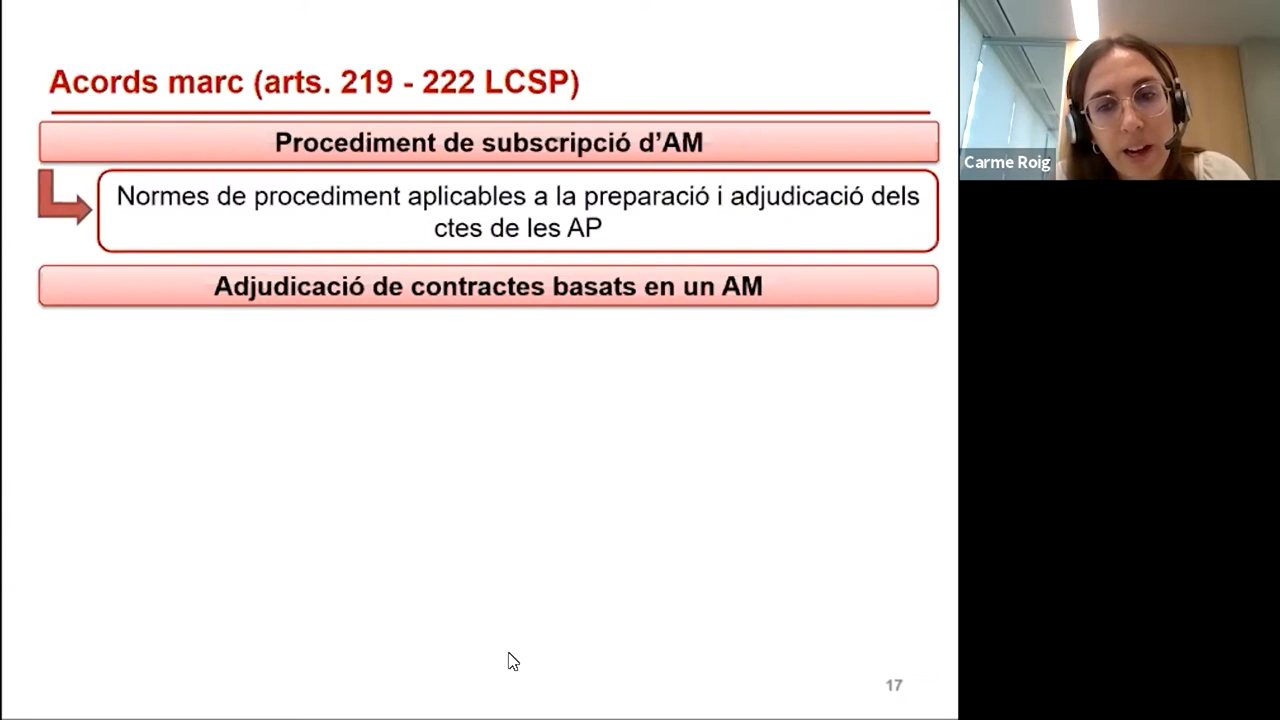 Acords marc (arts. 219 - 222 LCSP)
Procediment de subscripció d'AM
Normes de procediment aplicables a la preparació i adjudicació dels
ctes de les AP
Adjudicació de contractes basats en un AM
17
Carme Roig